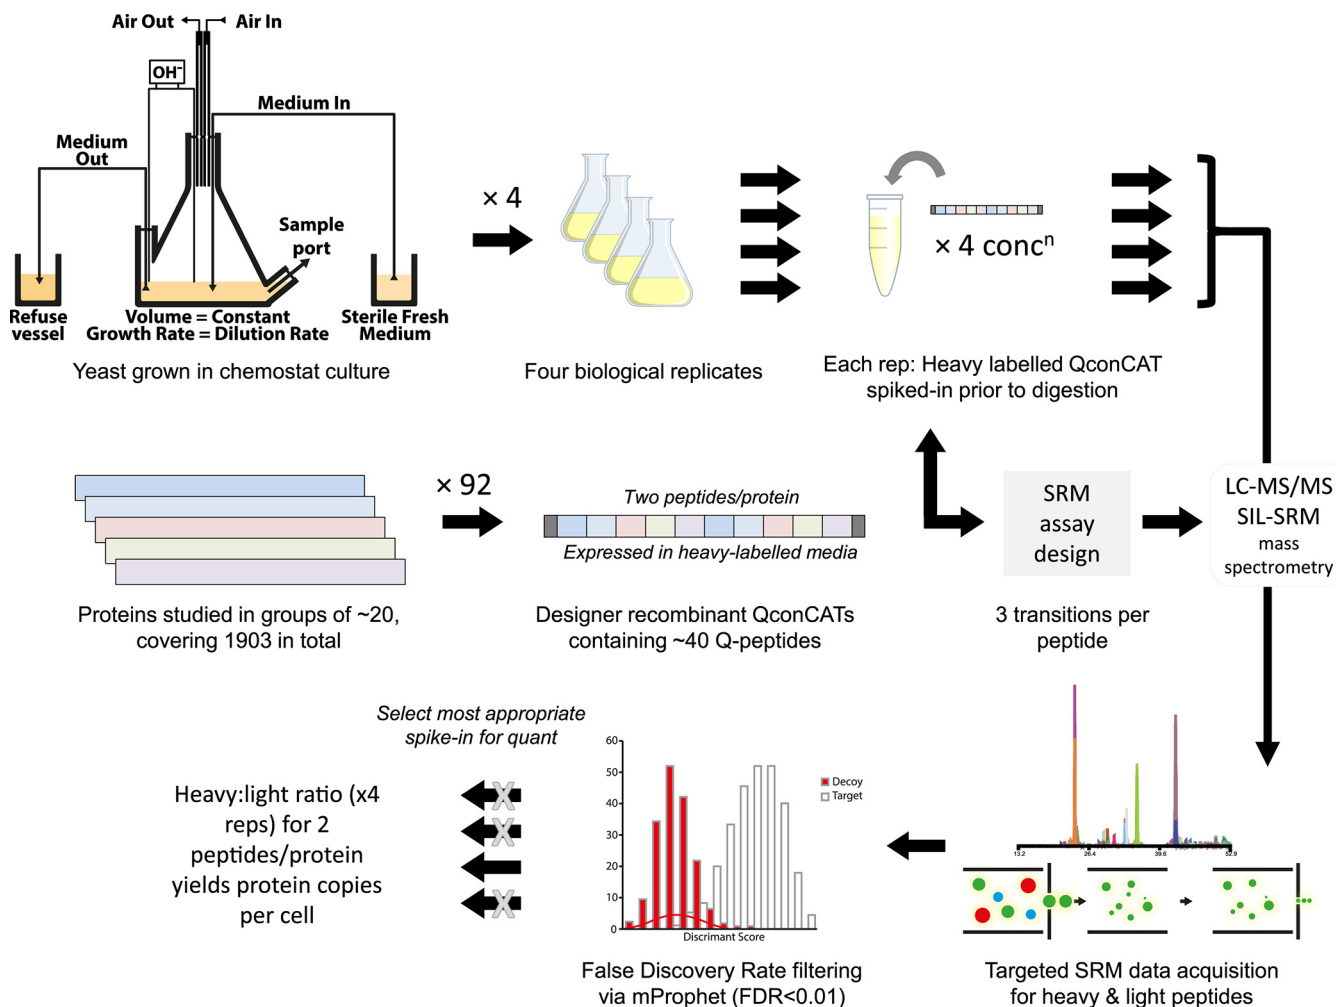 Air Out
Air In
OH⁻
Medium In
Medium
Out
Sample
port
Refuse
vessel
Volume = Constant
Growth Rate = Dilution Rate
Sterile Fresh
Medium
Yeast grown in chemostat culture
× 4
Four biological replicates
× 4 concⁿ
Each rep: Heavy labelled QconCAT
spiked-in prior to digestion
Proteins studied in groups of ~20,
covering 1903 in total
× 92
Two peptides/protein
Expressed in heavy-labelled media
Designer recombinant QconCATs
containing ~40 Q-peptides
SRM
assay
design
3 transitions per
peptide
LC-MS/MS
SIL-SRM
mass
spectrometry
Select most appropriate
spike-in for quant
Heavy:light ratio (x4
reps) for 2
peptides/protein
yields protein copies
per cell
X
X
X
60
50
40
30
20
10
0
Decoy
Target
Discrimant Score
False Discovery Rate filtering
via mProphet (FDR<0.01)
13.2 26.4 39.6 52.9
Targeted SRM data acquisition
for heavy & light peptides